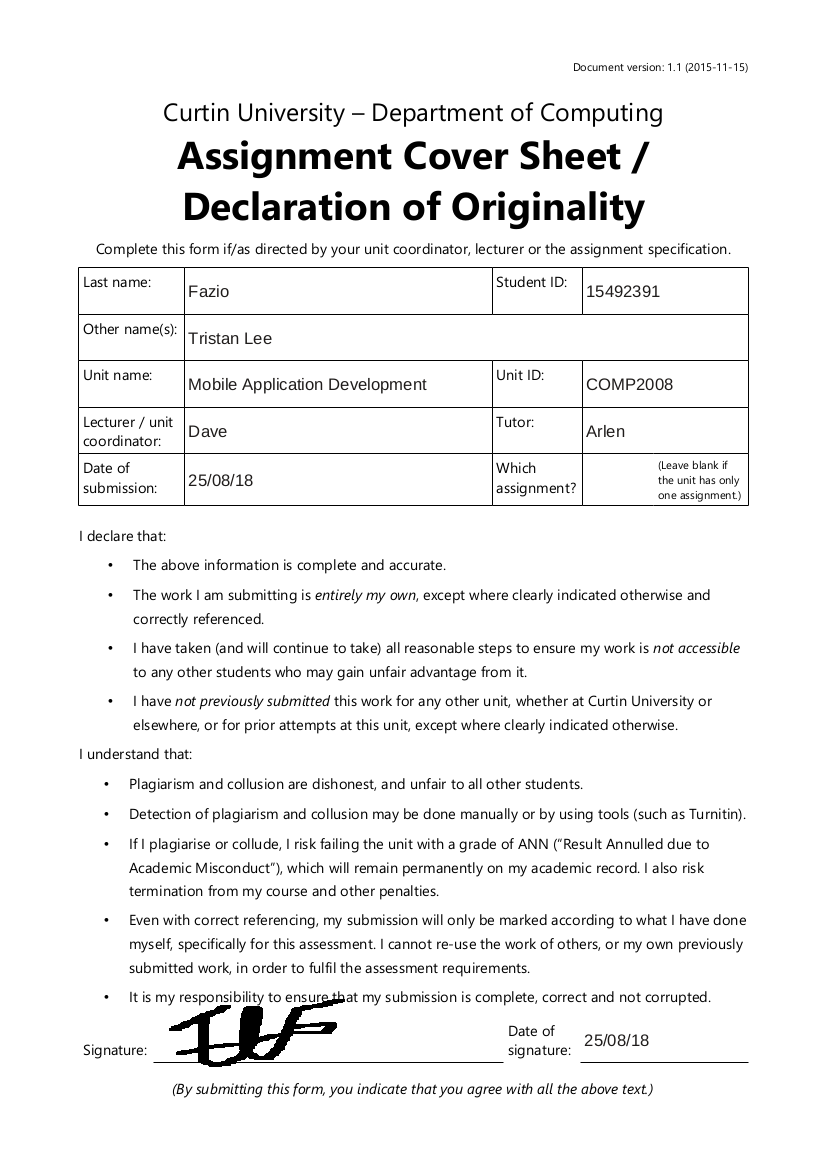 Document version: 1.1 (2015-11-15)
Curtin University – Department of Computing
Assignment Cover Sheet /
Declaration of Originality
Complete this form if/as directed by your unit coordinator, lecturer or the assignment specification.
Last name: Fazio Student ID: 15492391
Other name(s): Tristan Lee
Unit name: Mobile Application Development Unit ID: COMP2008
Lecturer / unit
coordinator: Dave Tutor: Arlen
Date of
submission: 25/08/18
Which
assignment?
(Leave blank if
the unit has only
one assignment.)
I declare that:
• The above information is complete and accurate.
• The work I am submitting is entirely my own, except where clearly indicated otherwise and
correctly referenced.
• I have taken (and will continue to take) all reasonable steps to ensure my work is not accessible
to any other students who may gain unfair advantage from it.
• I have not previously submitted this work for any other unit, whether at Curtin University or
elsewhere, or for prior attempts at this unit, except where clearly indicated otherwise.
I understand that:
• Plagiarism and collusion are dishonest, and unfair to all other students.
• Detection of plagiarism and collusion may be done manually or by using tools (such as Turnitin).
• If I plagiarise or collude, I risk failing the unit with a grade of ANN (“Result Annulled due to
Academic Misconduct”), which will remain permanently on my academic record. I also risk
termination from my course and other penalties.
• Even with correct referencing, my submission will only be marked according to what I have done
myself, specifically for this assessment. I cannot re-use the work of others, or my own previously
submitted work, in order to fulfil the assessment requirements.
• It is my responsibility to ensure that my submission is complete, correct and not corrupted.
Signature:
Date of
signature: 25/08/18
(By submitting this form, you indicate that you agree with all the above text.)